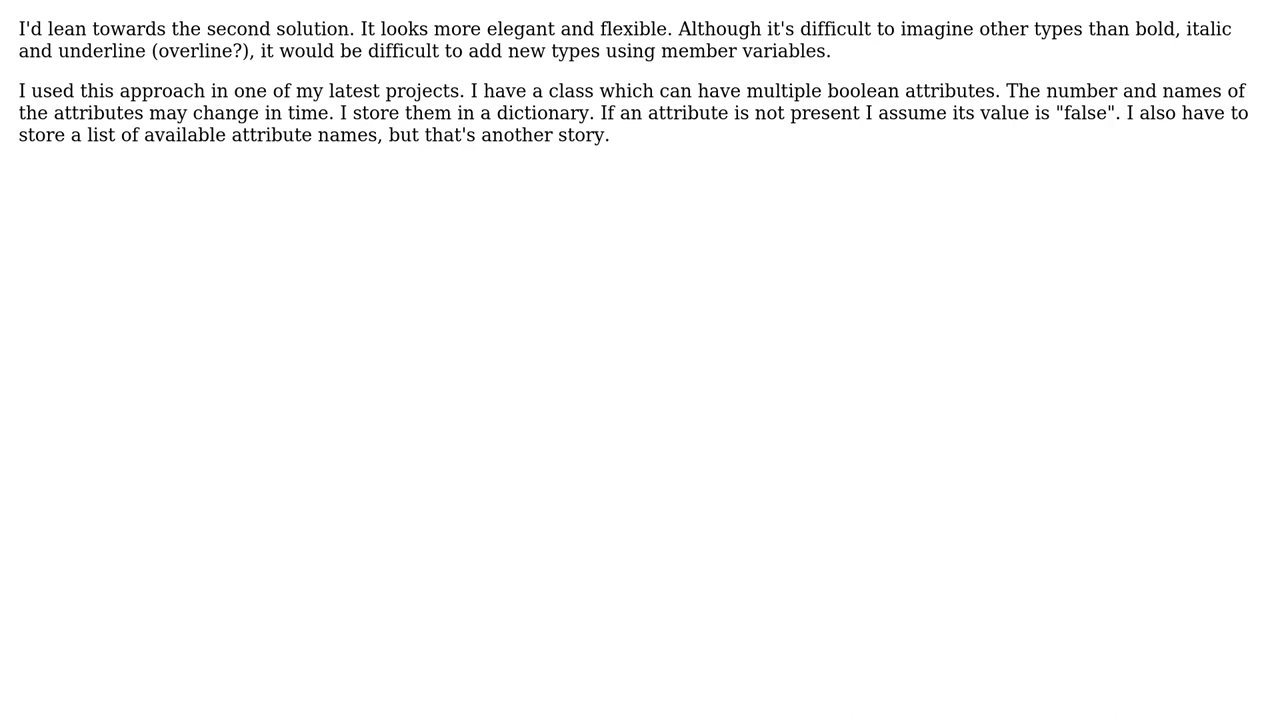 I'd lean towards the second solution. It looks more elegant and flexible. Although it's difficult to imagine other types than bold, italic
and underline (overline?), it would be difficult to add new types using member variables.
I used this approach in one of my latest projects. I have a class which can have multiple boolean attributes. The number and names of
the attributes may change in time. I store them in a dictionary. If an attribute is not present I assume its value is "false". I also have to
store a list of available attribute names, but that's another story.